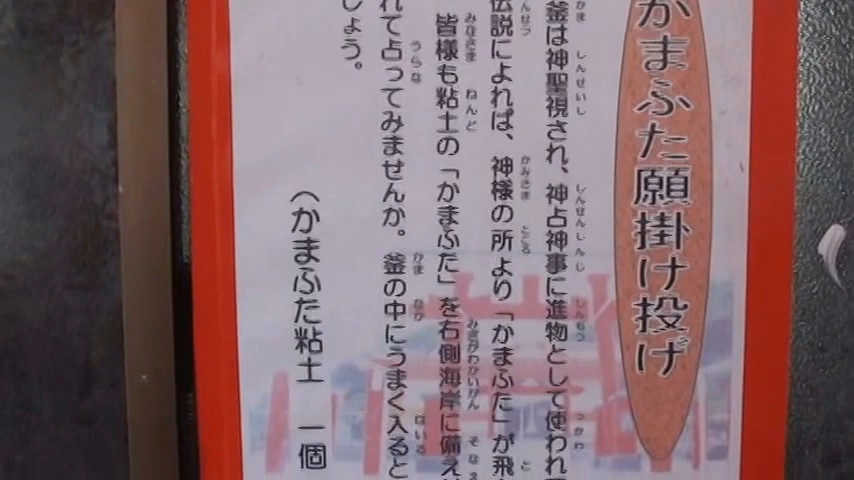 かまふた願掛け投げ
釜は神聖視され、神占神事に進物として使われ
伝説によれば、神様の所より「かまふた」が飛
皆様も粘土の「かまふた」を右側海岸に備え
れて占ってみませんか。釜の中にうまく入ると
しょう。
(かまふた粘土 一個